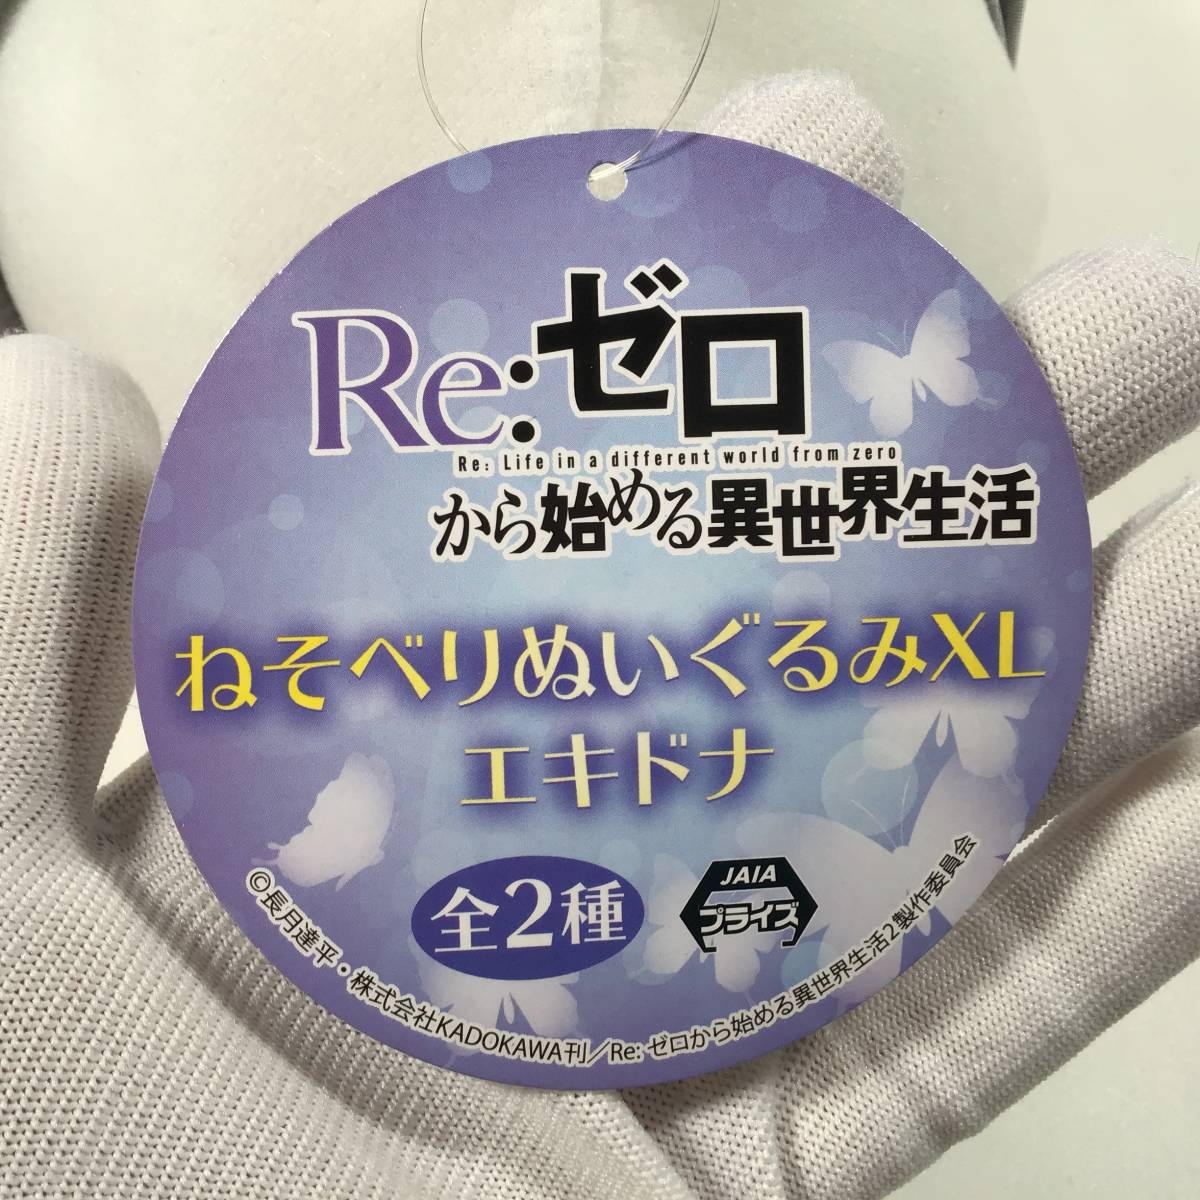 Re:ゼロ
Re: Life in a different world from zero
から始める異世界生活
ねそべりぬいぐるみXL
エキドナ
全2種
JAIA
プライズ
©長月達平・株式会社KADOKAWA刊／Re: ゼロから始める異世界生活2製作委員会